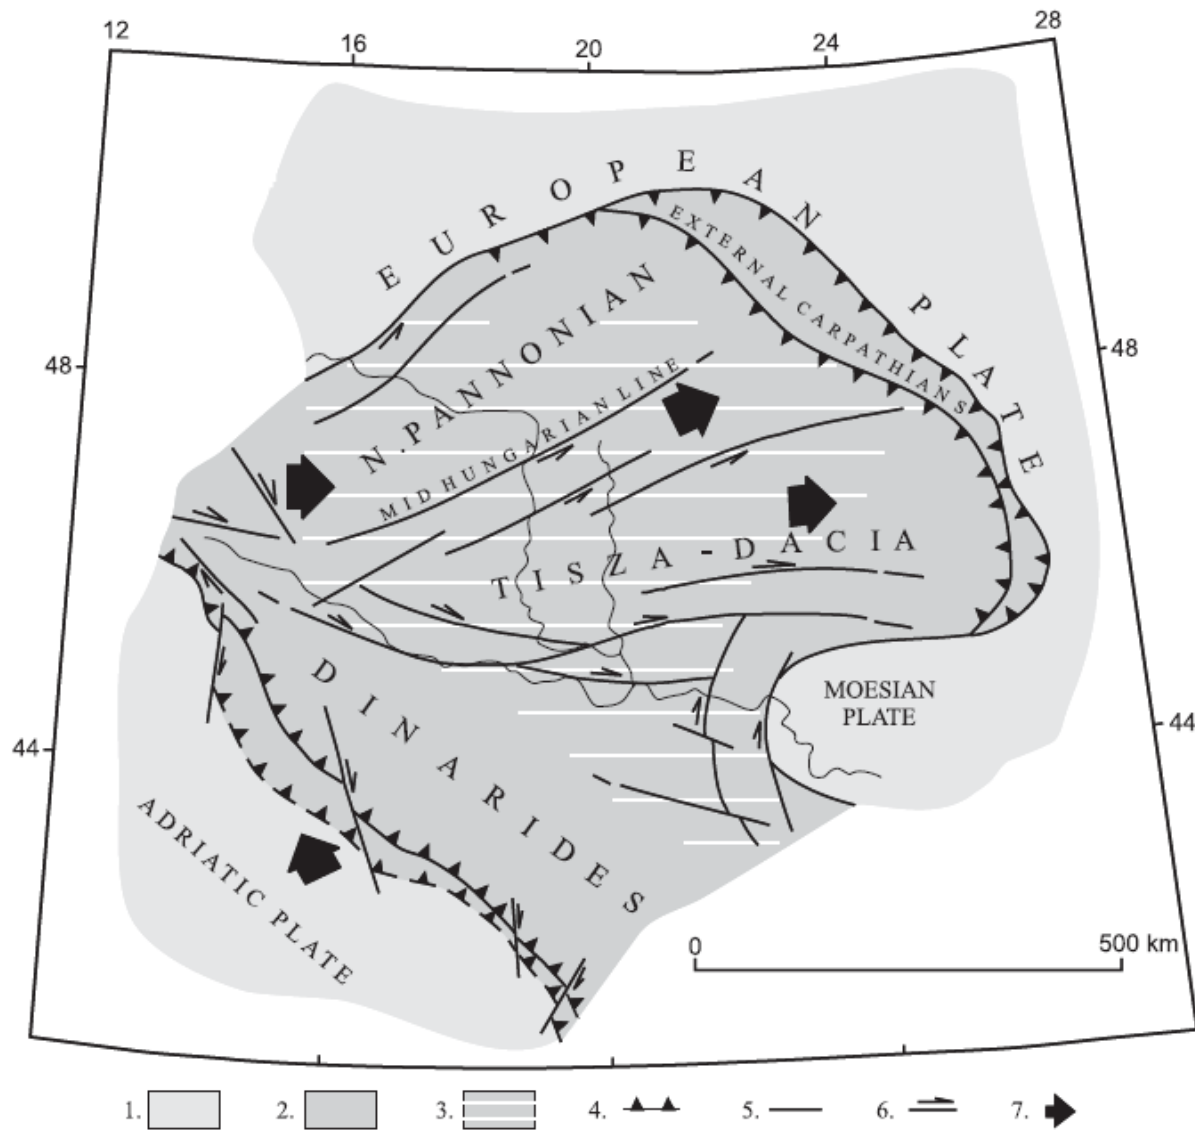 12
16
20
24
28
EUROPEAN PLATE
EXTERNAL CARPATHIANS
48
48
N. PANNONIAN
MID HUNGARIAN LINE
TISZA - DACIA
DINARIDES
MOESIAN
PLATE
44
44
ADRIATIC PLATE
0
500 km
1.
2.
3.
4.
5.
6.
7.